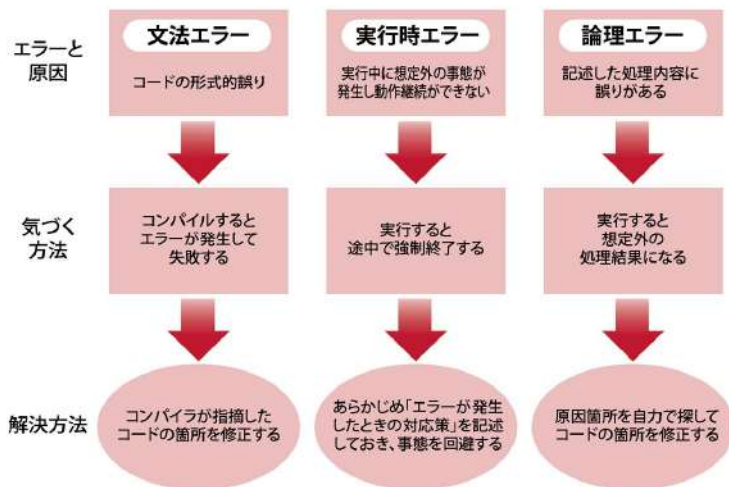 エラーと
原因
文法エラー
コードの形式的誤り
実行時エラー
実行中に想定外の事態が
発生し動作継続ができない
論理エラー
記述した処理内容に
誤りがある
気づく
方法
コンパイルすると
エラーが発生して
失敗する
実行すると
途中で強制終了する
実行すると
想定外の
処理結果になる
解決方法
コンパイラが指摘した
コードの箇所を修正する
あらかじめ「エラーが発生
したときの対応策」を記述
しておき、事態を回避する
原因箇所を自力で探して
コードの箇所を修正する